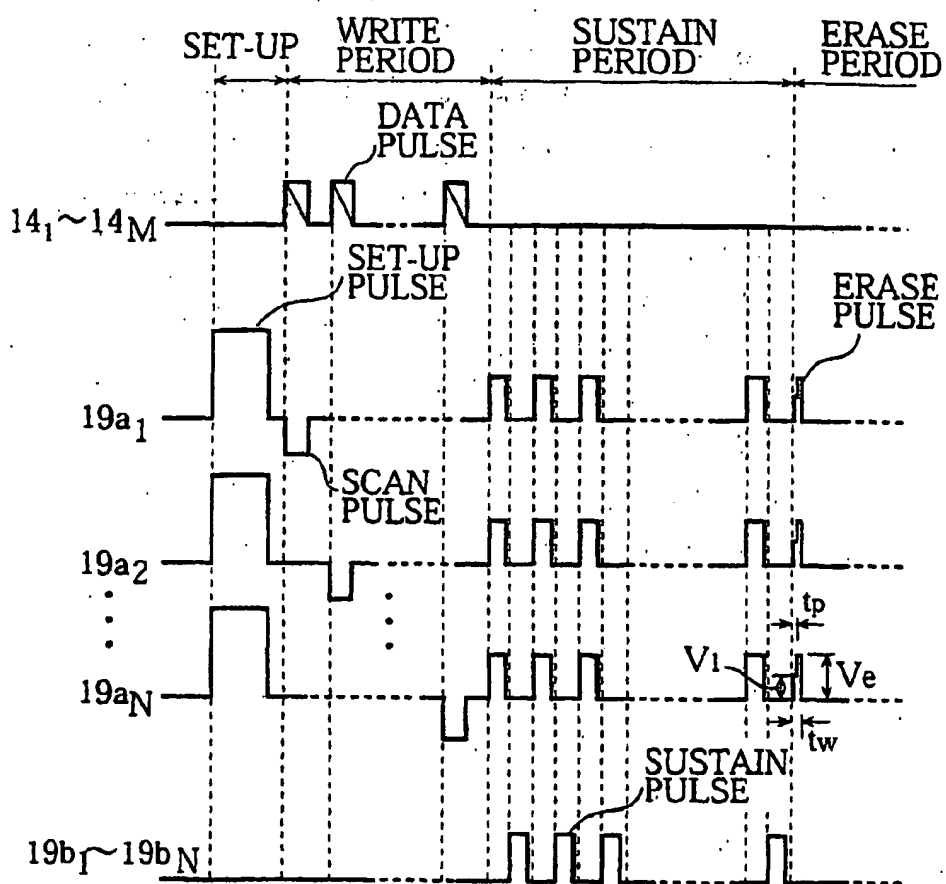 SET-UP
WRITE
PERIOD
SUSTAIN
PERIOD
ERASE
PERIOD
DATA
PULSE
14₁~14M
SET-UP
PULSE
ERASE
PULSE
19a₁
SCAN
PULSE
19a₂
tp
V1
Ve
19aN
tw
SUSTAIN
PULSE
19b₁~19bN